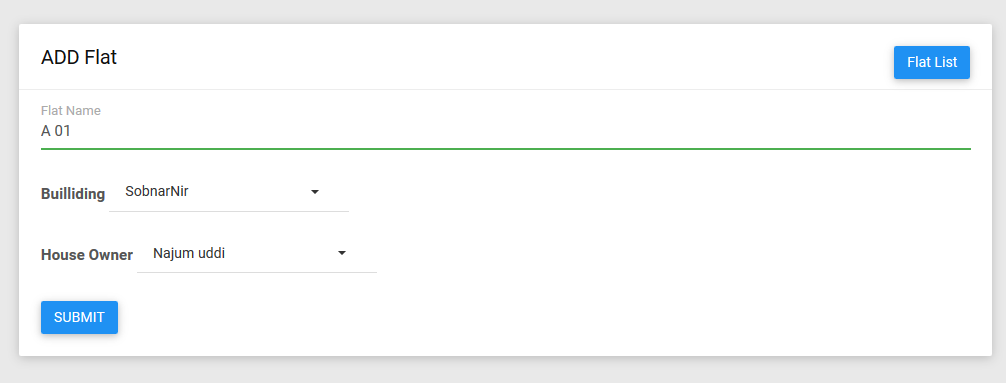 ADD Flat
Flat List
Flat Name
A 01
Builliding SobnarNir
House Owner Najum uddi
SUBMIT